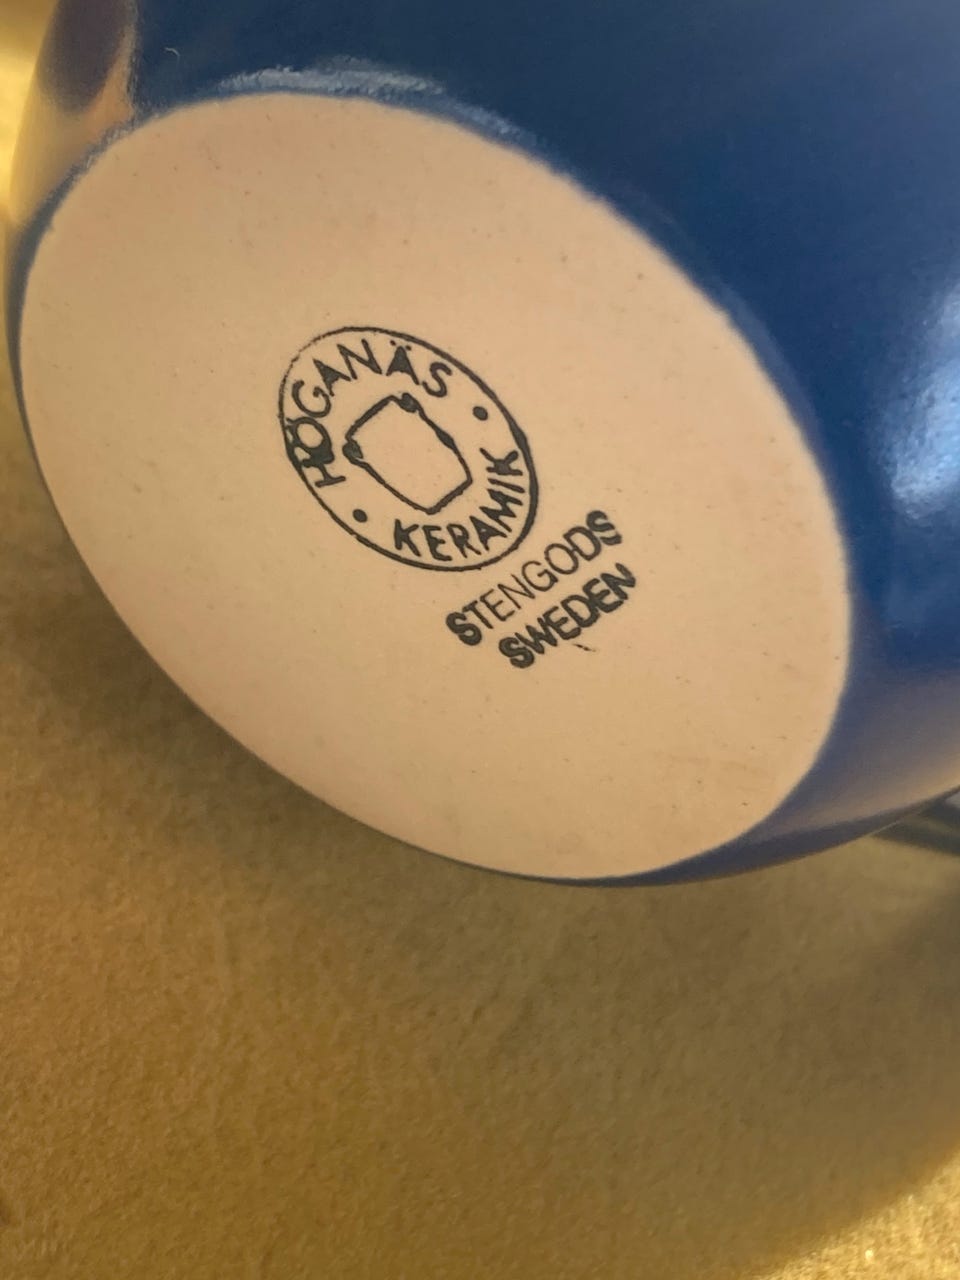 HÖGANÄS
KERAMIK
STENGODS
SWEDEN